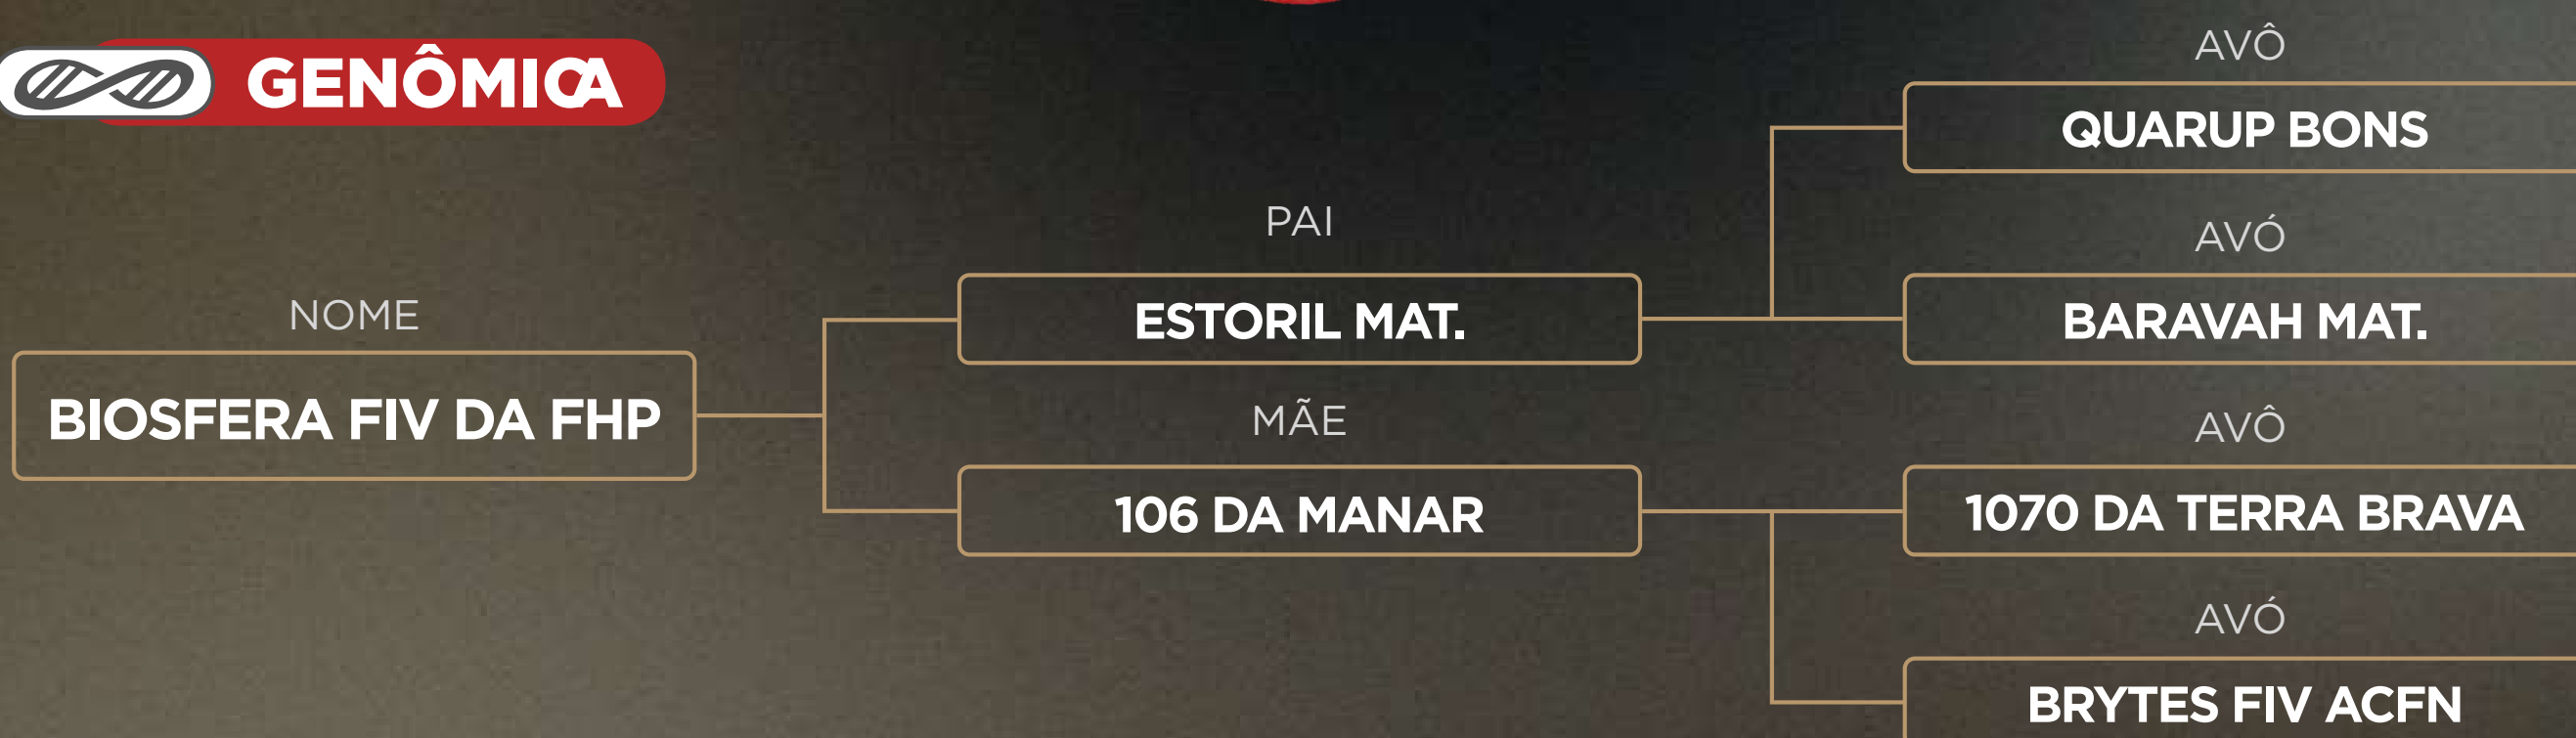 GENÔMICA
NOME
BIOSFERA FIV DA FHP
PAI
ESTORIL MAT.
MÃE
106 DA MANAR
AVÔ
QUARUP BONS
AVÓ
BARAVAH MAT.
AVÔ
1070 DA TERRA BRAVA
AVÓ
BRYTES FIV ACFN